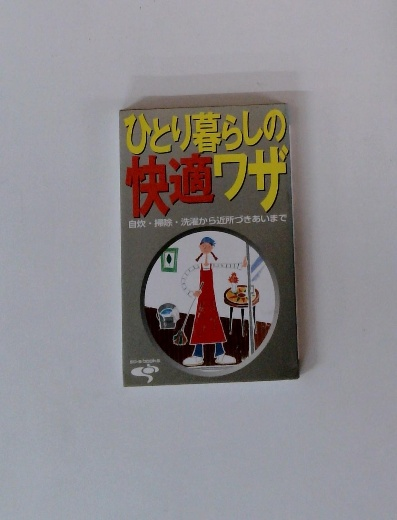 ひとり暮らしの
快適ワザ
自炊・掃除・洗濯から近所づきあいまで